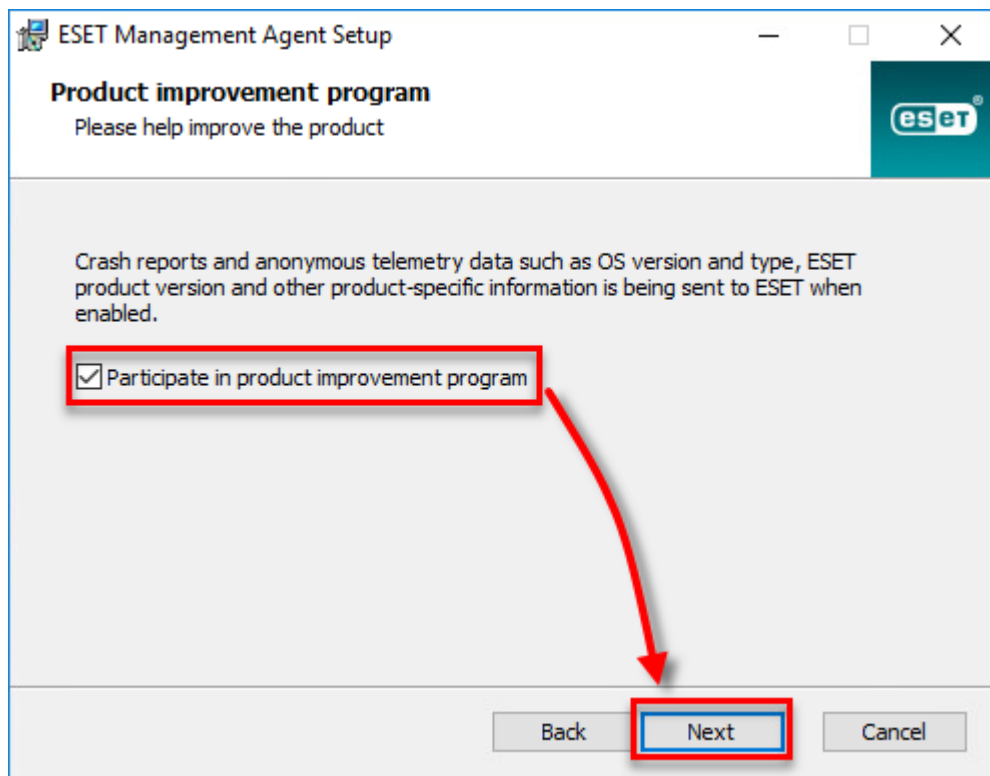 ESET Management Agent Setup
Product improvement program
Please help improve the product
eseT®
Crash reports and anonymous telemetry data such as OS version and type, ESET
product version and other product-specific information is being sent to ESET when
enabled.
Participate in product improvement program
Back Next Cancel